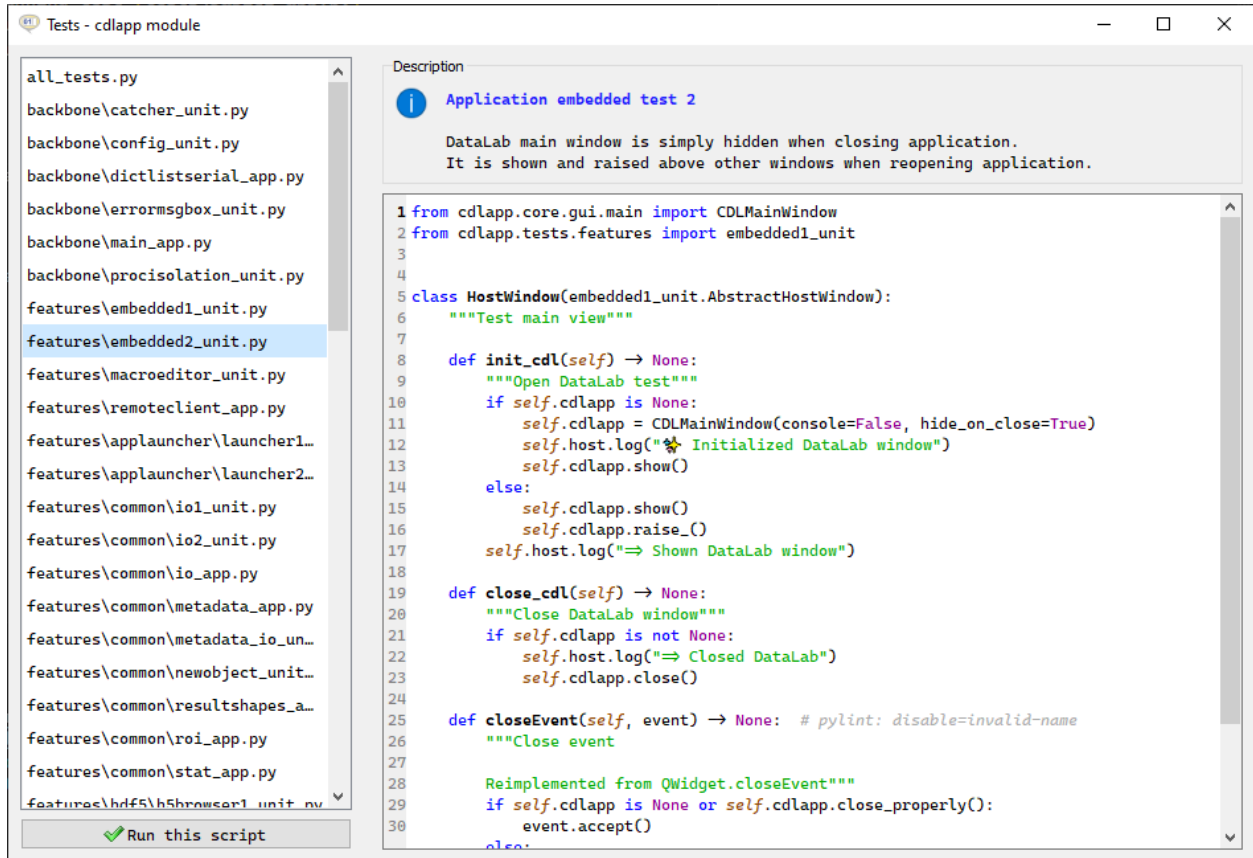 Tests - cdlapp module
all_tests.py
backbone\catcher_unit.py
backbone\config_unit.py
backbone\dictlistserial_app.py
backbone\errormsgbox_unit.py
backbone\main_app.py
backbone\procisolation_unit.py
features\embedded1_unit.py
features\embedded2_unit.py
features\macroeditor_unit.py
features\remoteclient_app.py
features\applauncher\launcher1…
features\applauncher\launcher2…
features\common\io1_unit.py
features\common\io2_unit.py
features\common\io_app.py
features\common\metadata_app.py
features\common\metadata_io_un…
features\common\newobject_unit…
features\common\resultshapes_a…
features\common\roi_app.py
features\common\stat_app.py
features\hdf5\h5browser1_unit.py
Run this script
Description
Application embedded test 2
DataLab main window is simply hidden when closing application.
It is shown and raised above other windows when reopening application.
1 from cdlapp.core.gui.main import CDLMainWindow
2 from cdlapp.tests.features import embedded1_unit
3
4
5 class HostWindow(embedded1_unit.AbstractHostWindow):
6     """Test main view"""
7
8     def init_cdl(self) → None:
9         """Open DataLab test"""
10         if self.cdlapp is None:
11             self.cdlapp = CDLMainWindow(console=False, hide_on_close=True)
12             self.host.log("✨ Initialized DataLab window")
13             self.cdlapp.show()
14         else:
15             self.cdlapp.show()
16             self.cdlapp.raise_()
17         self.host.log("⇒ Shown DataLab window")
18
19     def close_cdl(self) → None:
20         """Close DataLab window"""
21         if self.cdlapp is not None:
22             self.host.log("⇒ Closed DataLab")
23             self.cdlapp.close()
24
25     def closeEvent(self, event) → None:  # pylint: disable=invalid-name
26         """Close event
27
28         Reimplemented from QWidget.closeEvent"""
29         if self.cdlapp is None or self.cdlapp.close_properly():
30             event.accept()
else: